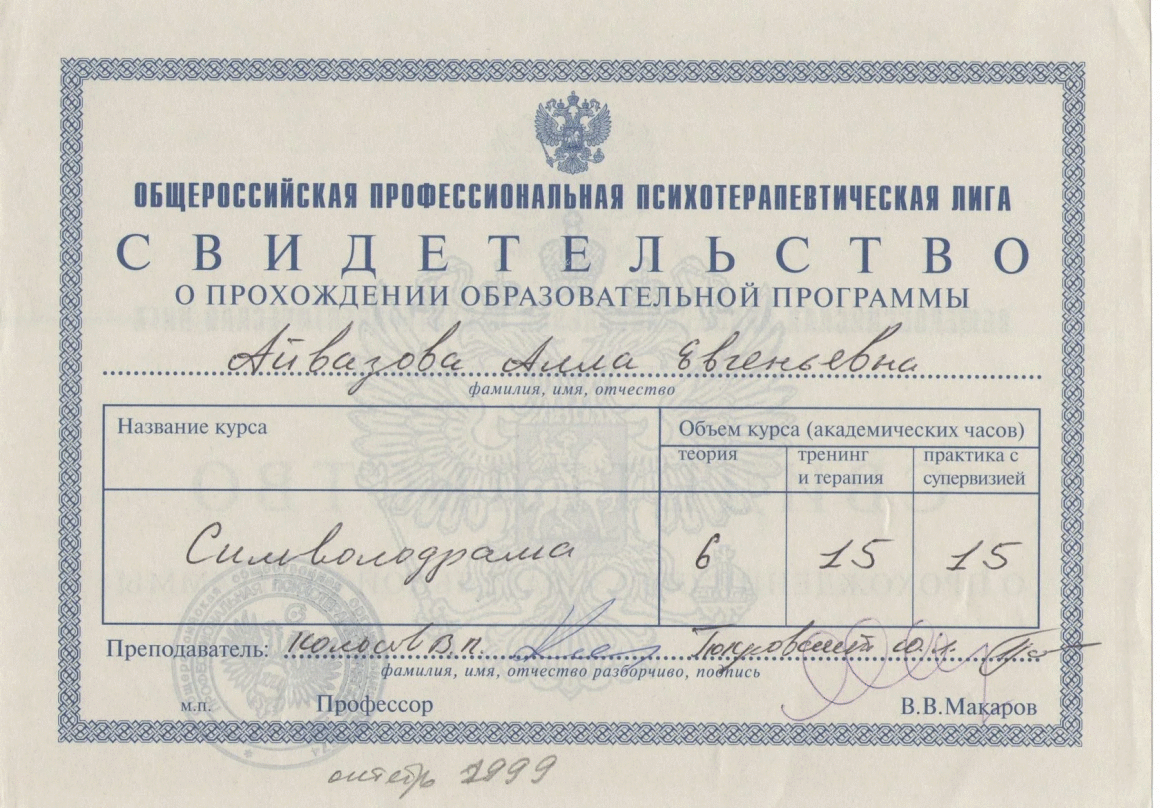 ОБЩЕРОССИЙСКАЯ ПРОФЕССИОНАЛЬНАЯ ПСИХОТЕРАПЕВТИЧЕСКАЯ ЛИГА
СВИДЕТЕЛЬСТВО
О ПРОХОЖДЕНИИ ОБРАЗОВАТЕЛЬНОЙ ПРОГРАММЫ
Айвазова Алла Евгеньевна
фамилия, имя, отчество
Название курса
Объем курса (академических часов)
теория тренинг и терапия практика с супервизией
Символодрама 6 15 15
Преподаватель: Колосов В.П.
фамилия, имя, отчество разборчиво, подпись
м.п. Профессор В.В.Макаров
1999